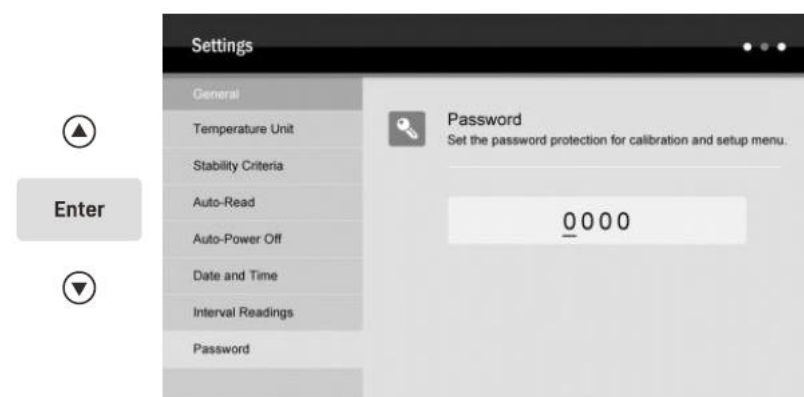 Settings
General
Temperature Unit
Stability Criteria
Auto-Read
Auto-Power Off
Date and Time
Interval Readings
Password
Enter
Password
Set the password protection for calibration and setup menu.
0000